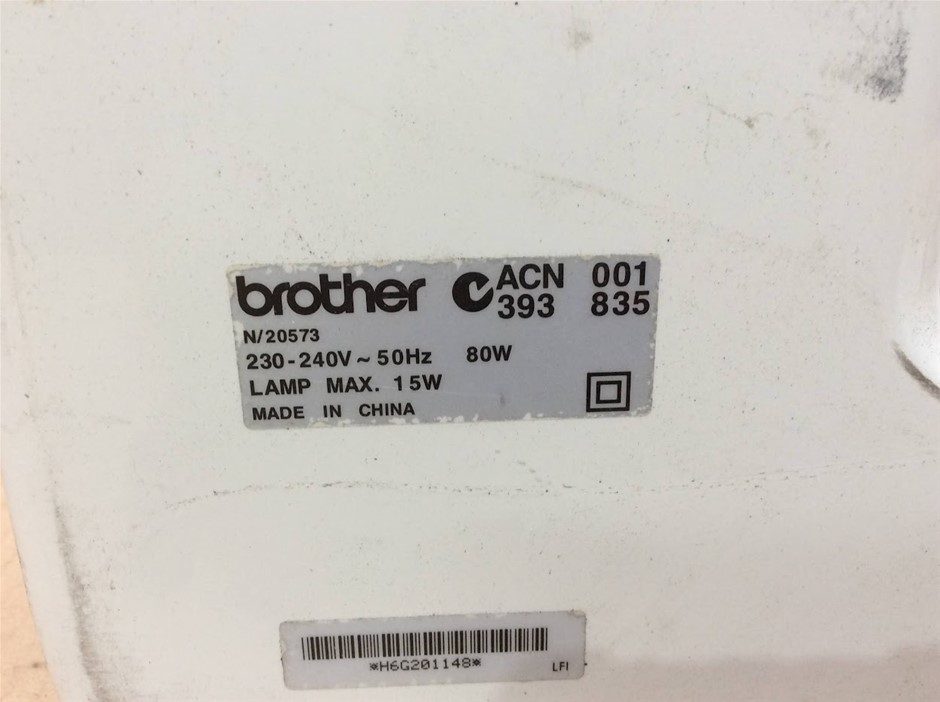 brother ACN 001
393 835
N/20573
230-240V ~ 50Hz 80W
LAMP MAX. 15W
MADE IN CHINA
*H6G201148*
LFI